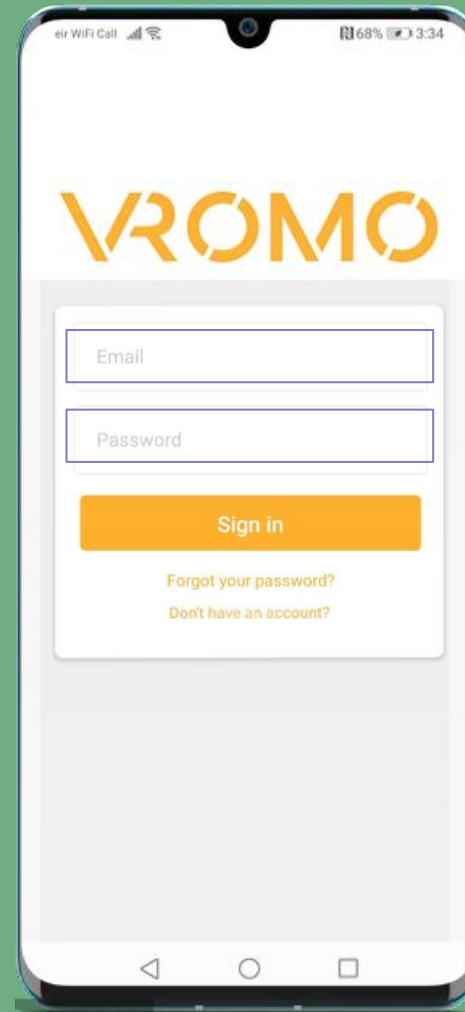 eir WiFi Call 68% 3:34
VROMO
Email
Password
Sign in
Forgot your password?
Don't have an account?